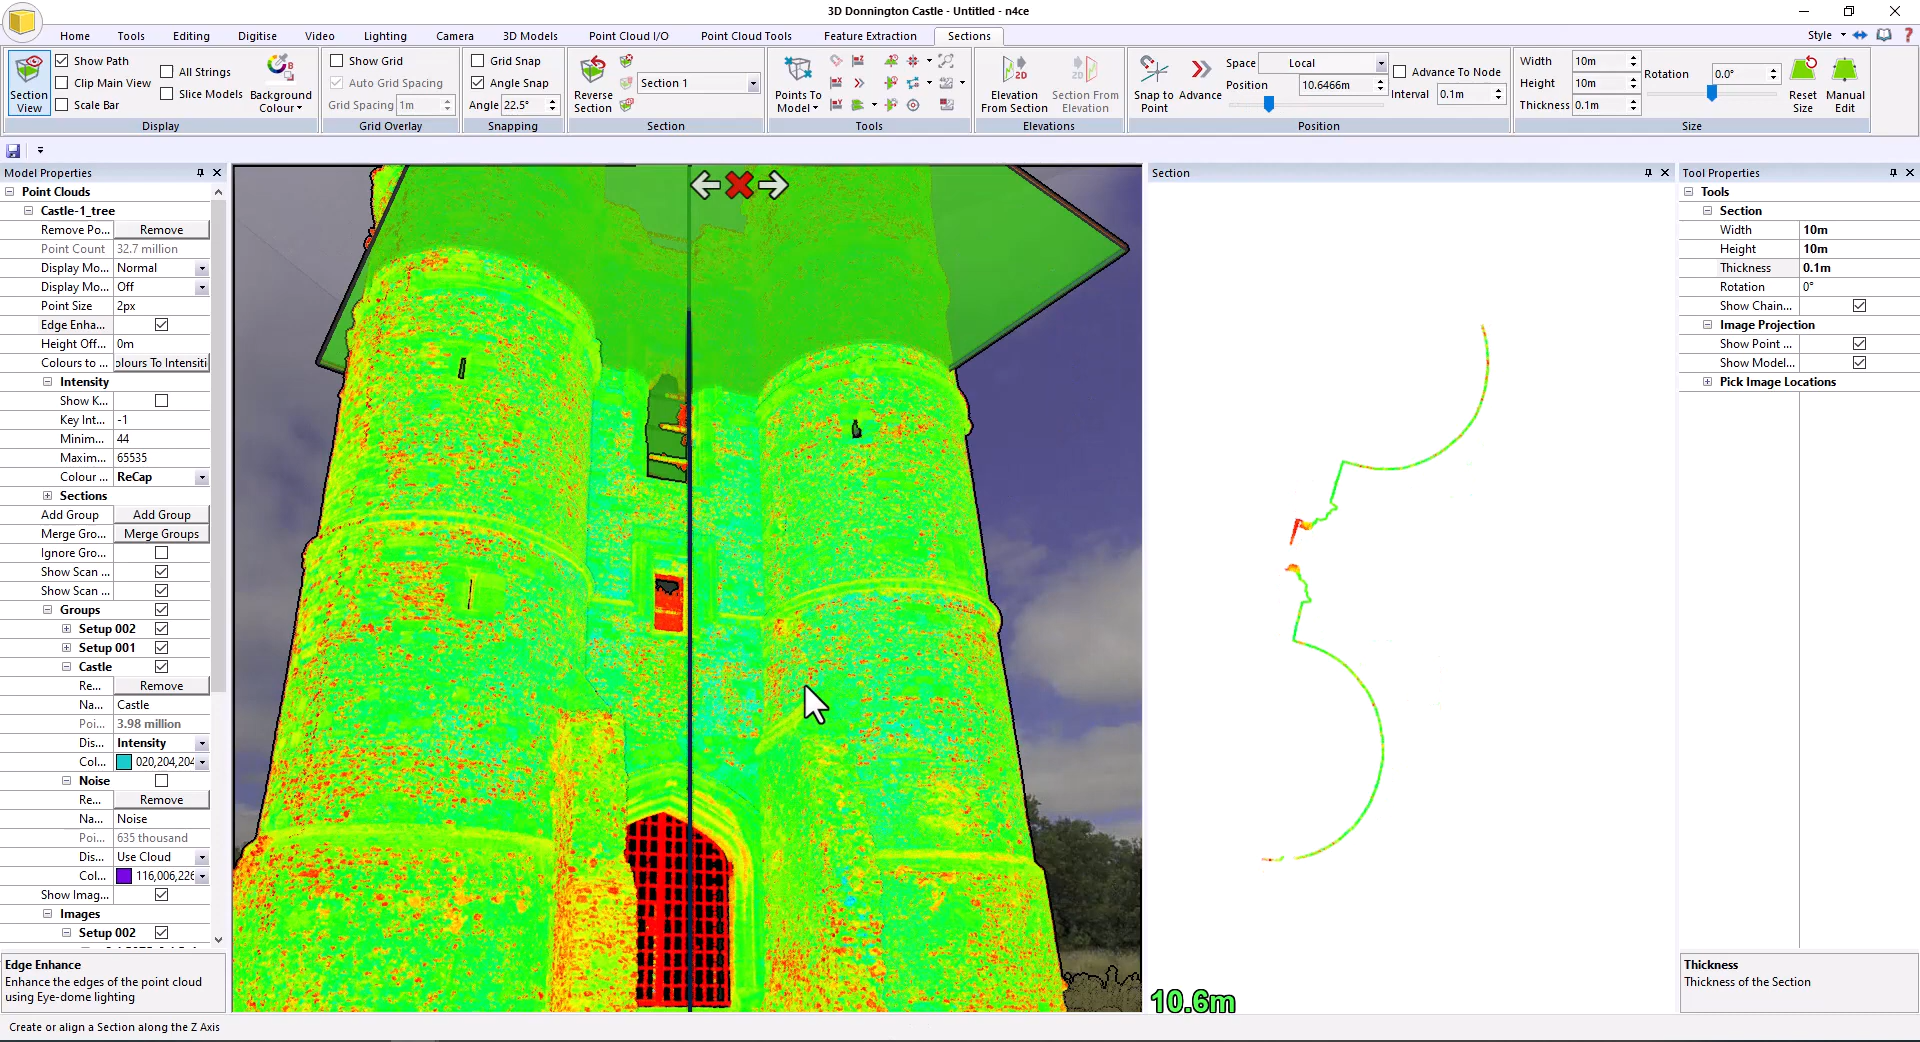 3D Donnington Castle - Untitled - n4ce
Home Tools Editing Digitise Video Lighting Camera 3D Models Point Cloud I/O Point Cloud Tools Feature Extraction Sections Style
Section View
Show Path
Clip Main View
Scale Bar
All Strings
Slice Models
Background Colour
Display
Show Grid
Auto Grid Spacing
Grid Spacing 1m
Grid Overlay
Grid Snap
Angle Snap
Angle 22.5°
Snapping
Reverse Section
Section 1
Section
Points To Model
Tools
Elevation From Section
Section From Elevation
Elevations
Snap to Point
Advance
Space Local
Position 10.6466m
Advance To Node
Interval 0.1m
Position
Width 10m
Height 10m
Thickness 0.1m
Rotation 0.0°
Reset Size
Manual Edit
Size
Model Properties
Point Clouds
Castle-1_tree
Remove Po... Remove
Point Count 32.7 million
Display Mo... Normal
Display Mo... Off
Point Size 2px
Edge Enha...
Height Off... 0m
Colours to ... olours To Intensiti
Intensity
Show K...
Key Int... -1
Minim... 44
Maxim... 65535
Colour ... ReCap
Sections
Add Group Add Group
Merge Gro... Merge Groups
Ignore Gro...
Show Scan ...
Show Scan ...
Groups
Setup 002
Setup 001
Castle
Re... Remove
Na... Castle
Poi... 3.98 million
Dis... Intensity
Col... 020,204,204
Noise
Re... Remove
Na... Noise
Poi... 635 thousand
Dis... Use Cloud
Col... 116,006,226
Show Imag...
Images
Setup 002
Edge Enhance
Enhance the edges of the point cloud
using Eye-dome lighting
Section
10.6m
Tool Properties
Tools
Section
Width 10m
Height 10m
Thickness 0.1m
Rotation 0°
Show Chain...
Image Projection
Show Point ...
Show Model...
Pick Image Locations
Thickness
Thickness of the Section
Create or align a Section along the Z Axis